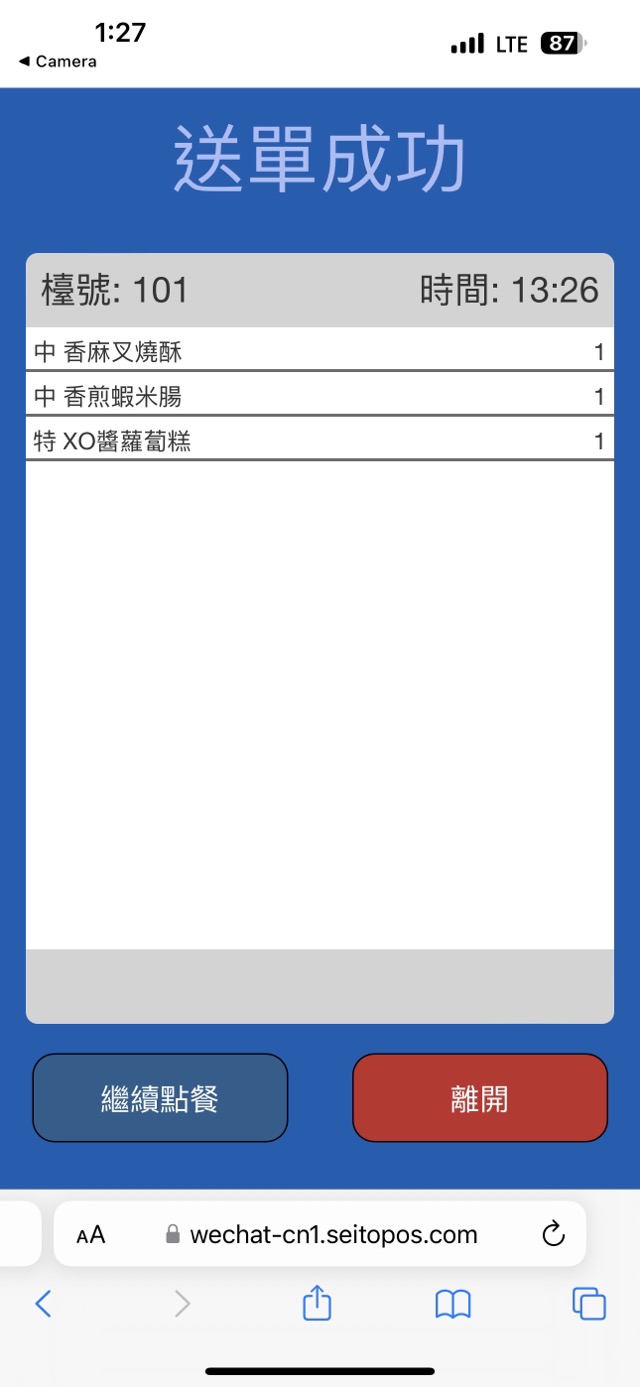 1:27
LTE 87
◀ Camera
送單成功
檯號: 101 時間: 13:26
中 香麻叉燒酥 1
中 香煎蝦米腸 1
特 XO醬蘿蔔糕 1
繼續點餐 離開
AA wechat-cn1.seitopos.com